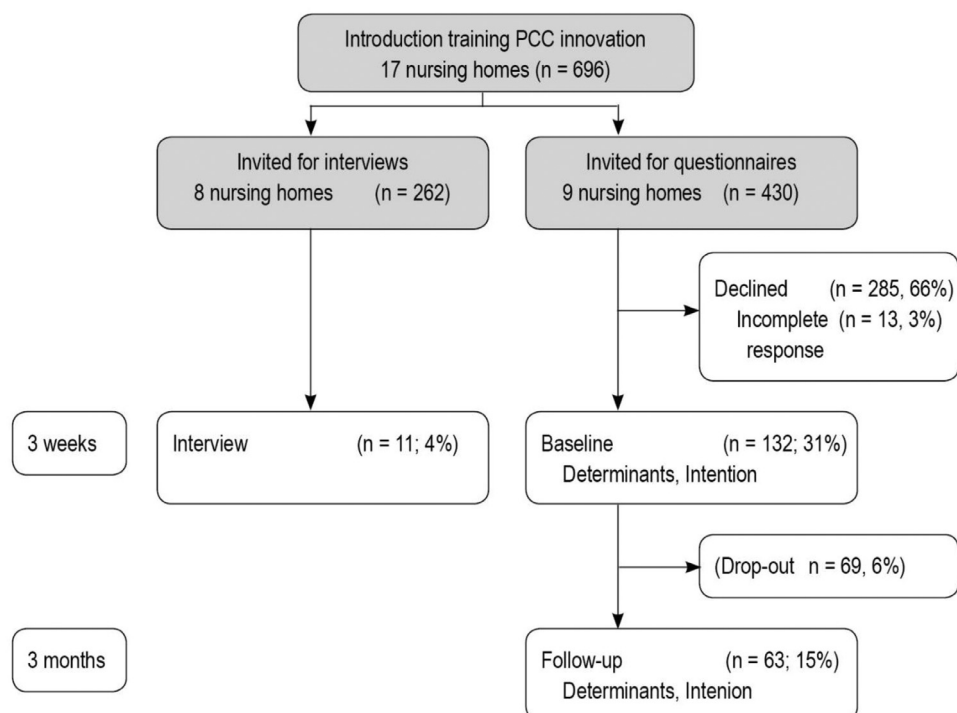 Introduction training PCC innovation
17 nursing homes (n = 696)
Invited for interviews
8 nursing homes (n = 262)
Invited for questionnaires
9 nursing homes (n = 430)
Declined (n = 285, 66%)
Incomplete (n = 13, 3%)
response
3 weeks
Interview (n = 11; 4%)
Baseline (n = 132; 31%)
Determinants, Intention
(Drop-out n = 69, 6%)
3 months
Follow-up (n = 63; 15%)
Determinants, Intenion